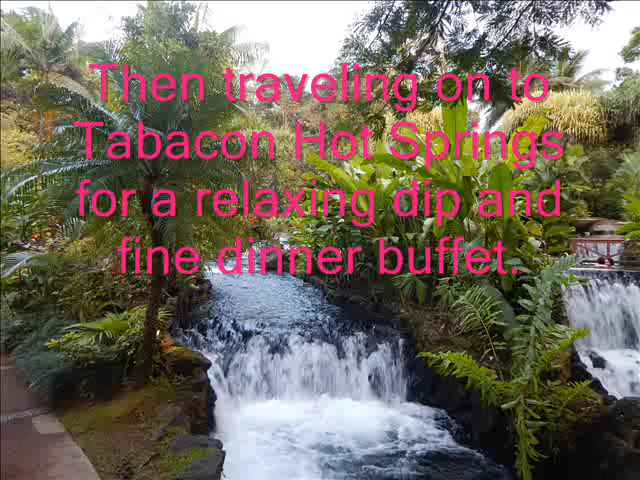 Then traveling on to
Tabacon Hot Springs
for a relaxing dip and
fine dinner buffet.